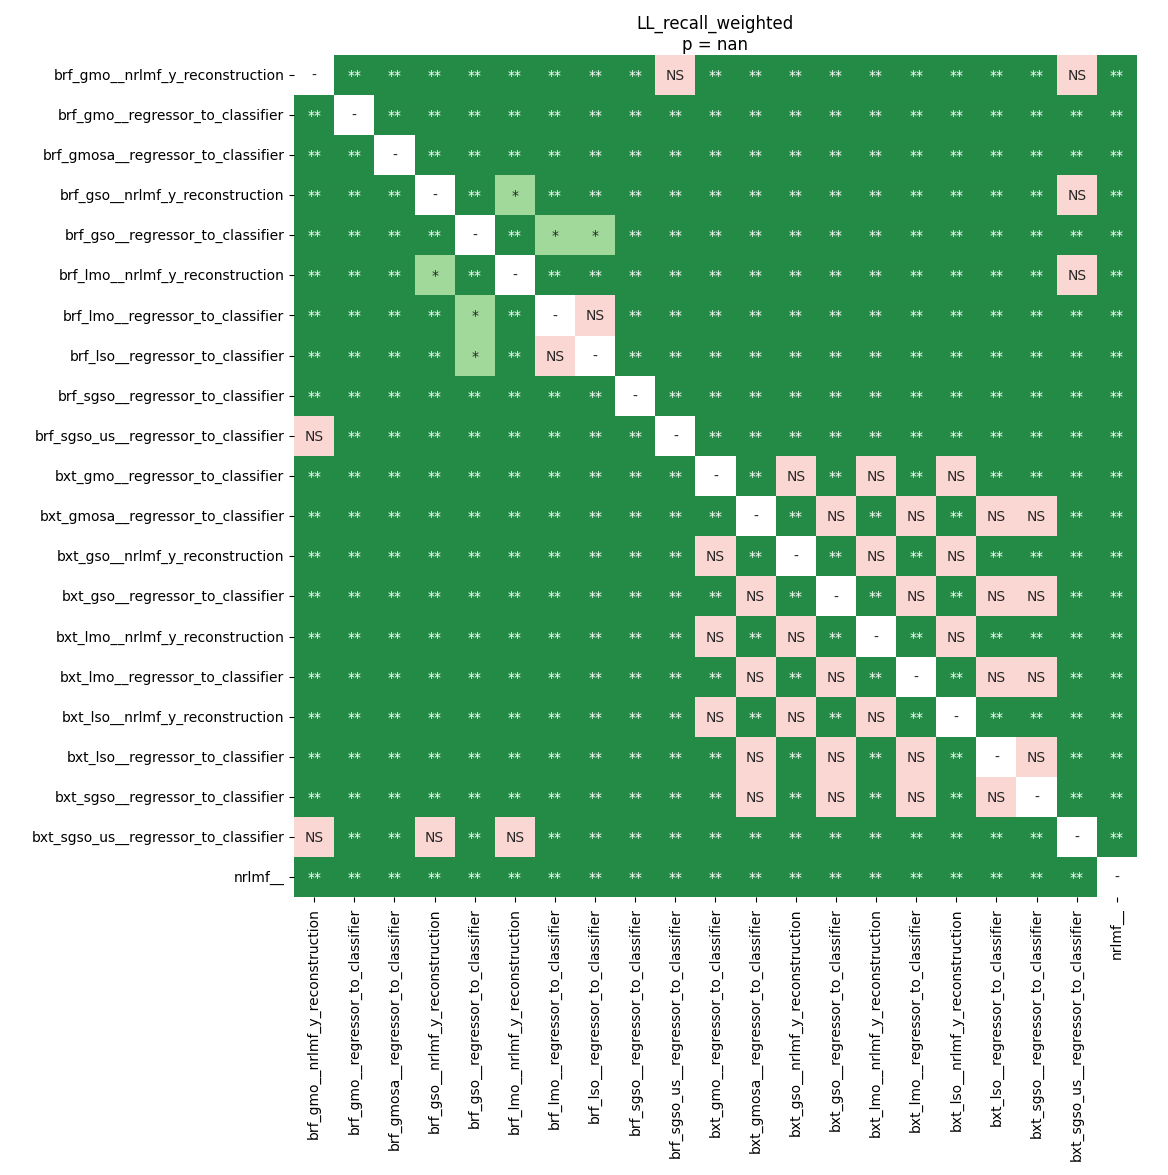 LL_recall_weighted
p = nan
brf_gmo__nrlmf_y_reconstruction - ** ** ** ** ** ** ** ** NS ** ** ** ** ** ** ** ** ** NS **
brf_gmo__regressor_to_classifier ** - ** ** ** ** ** ** ** ** ** ** ** ** ** ** ** ** ** ** **
brf_gmosa__regressor_to_classifier ** ** - ** ** ** ** ** ** ** ** ** ** ** ** ** ** ** ** ** **
brf_gso__nrlmf_y_reconstruction ** ** ** - ** * ** ** ** ** ** ** ** ** ** ** ** ** ** NS **
brf_gso__regressor_to_classifier ** ** ** ** - ** * * ** ** ** ** ** ** ** ** ** ** ** ** **
brf_lmo__nrlmf_y_reconstruction ** ** ** * ** - ** ** ** ** ** ** ** ** ** ** ** ** ** NS **
brf_lmo__regressor_to_classifier ** ** ** ** * ** - NS ** ** ** ** ** ** ** ** ** ** ** ** **
brf_lso__regressor_to_classifier ** ** ** ** * ** NS - ** ** ** ** ** ** ** ** ** ** ** ** **
brf_sgso__regressor_to_classifier ** ** ** ** ** ** ** ** - ** ** ** ** ** ** ** ** ** ** ** **
brf_sgso_us__regressor_to_classifier NS ** ** ** ** ** ** ** ** - ** ** ** ** ** ** ** ** ** ** **
bxt_gmo__regressor_to_classifier ** ** ** ** ** ** ** ** ** ** - ** NS ** NS ** NS ** ** ** **
bxt_gmosa__regressor_to_classifier ** ** ** ** ** ** ** ** ** ** ** - ** NS ** NS ** NS NS ** **
bxt_gso__nrlmf_y_reconstruction ** ** ** ** ** ** ** ** ** ** NS ** - ** NS ** NS ** ** ** **
bxt_gso__regressor_to_classifier ** ** ** ** ** ** ** ** ** ** ** NS ** - ** NS ** NS NS ** **
bxt_lmo__nrlmf_y_reconstruction ** ** ** ** ** ** ** ** ** ** NS ** NS ** - ** NS ** ** ** **
bxt_lmo__regressor_to_classifier ** ** ** ** ** ** ** ** ** ** ** NS ** NS ** - ** NS NS ** **
bxt_lso__nrlmf_y_reconstruction ** ** ** ** ** ** ** ** ** ** NS ** NS ** NS ** - ** ** ** **
bxt_lso__regressor_to_classifier ** ** ** ** ** ** ** ** ** ** ** NS ** NS ** NS ** - NS ** **
bxt_sgso__regressor_to_classifier ** ** ** ** ** ** ** ** ** ** ** NS ** NS ** NS ** NS - ** **
bxt_sgso_us__regressor_to_classifier NS ** ** NS ** NS ** ** ** ** ** ** ** ** ** ** ** ** ** - **
nrlmf__ ** ** ** ** ** ** ** ** ** ** ** ** ** ** ** ** ** ** ** ** -
brf_gmo__nrlmf_y_reconstruction
brf_gmo__regressor_to_classifier
brf_gmosa__regressor_to_classifier
brf_gso__nrlmf_y_reconstruction
brf_gso__regressor_to_classifier
brf_lmo__nrlmf_y_reconstruction
brf_lmo__regressor_to_classifier
brf_lso__regressor_to_classifier
brf_sgso__regressor_to_classifier
brf_sgso_us__regressor_to_classifier
bxt_gmo__regressor_to_classifier
bxt_gmosa__regressor_to_classifier
bxt_gso__nrlmf_y_reconstruction
bxt_gso__regressor_to_classifier
bxt_lmo__nrlmf_y_reconstruction
bxt_lmo__regressor_to_classifier
bxt_lso__nrlmf_y_reconstruction
bxt_lso__regressor_to_classifier
bxt_sgso__regressor_to_classifier
bxt_sgso_us__regressor_to_classifier
nrlmf__